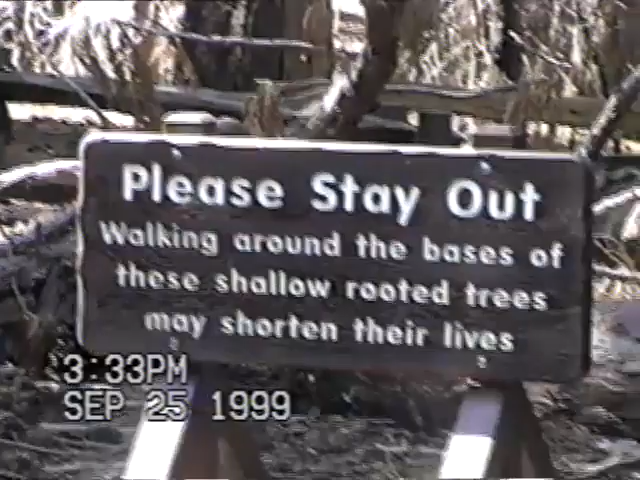 Please Stay Out
Walking around the bases of
these shallow rooted trees
may shorten their lives
3:33PM
SEP 25 1999